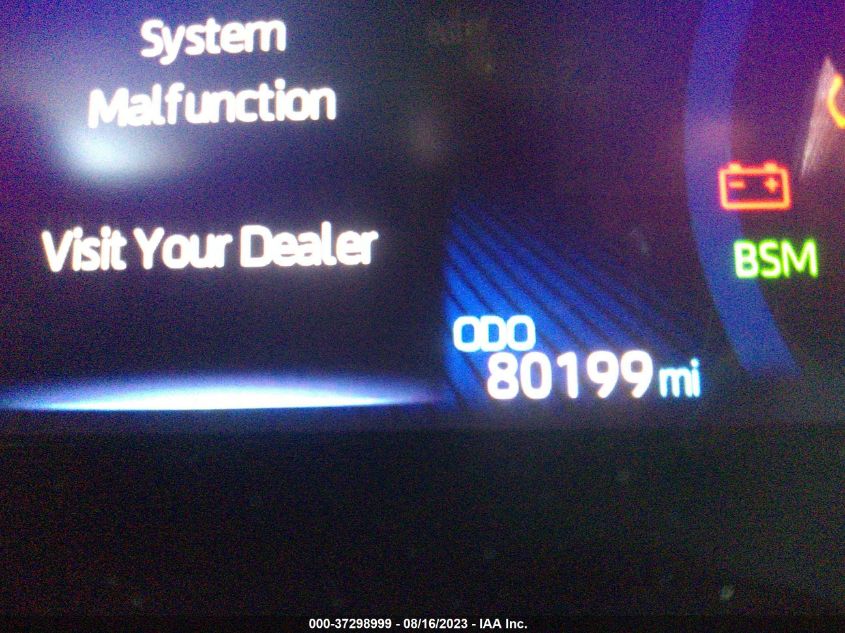 System
Malfunction
Visit Your Dealer
BSM
ODO
80199 mi
000-37298999 - 08/16/2023 - IAA Inc.